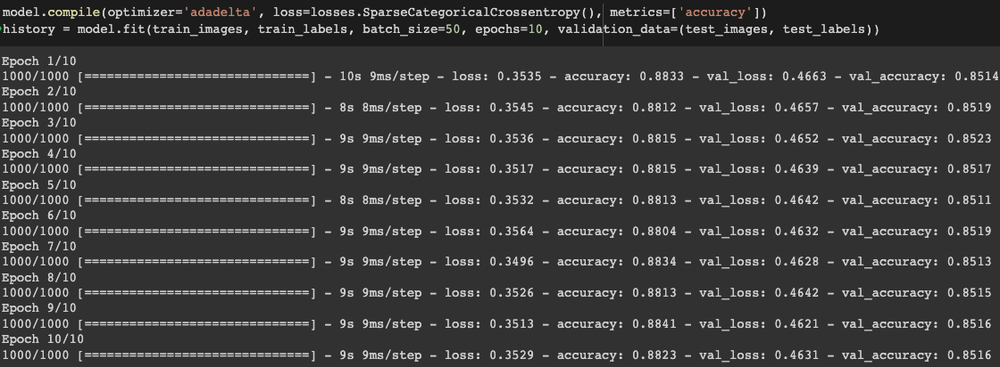 model.compile(optimizer='adadelta', loss=losses.SparseCategoricalCrossentropy(), metrics=['accuracy'])
history = model.fit(train_images, train_labels, batch_size=50, epochs=10, validation_data=(test_images, test_labels))
Epoch 1/10
1000/1000 [==============================] - 10s 9ms/step - loss: 0.3535 - accuracy: 0.8833 - val_loss: 0.4663 - val_accuracy: 0.8514
Epoch 2/10
1000/1000 [==============================] - 8s 8ms/step - loss: 0.3545 - accuracy: 0.8812 - val_loss: 0.4657 - val_accuracy: 0.8519
Epoch 3/10
1000/1000 [==============================] - 9s 9ms/step - loss: 0.3536 - accuracy: 0.8815 - val_loss: 0.4652 - val_accuracy: 0.8523
Epoch 4/10
1000/1000 [==============================] - 9s 9ms/step - loss: 0.3517 - accuracy: 0.8815 - val_loss: 0.4639 - val_accuracy: 0.8517
Epoch 5/10
1000/1000 [==============================] - 8s 8ms/step - loss: 0.3532 - accuracy: 0.8813 - val_loss: 0.4642 - val_accuracy: 0.8511
Epoch 6/10
1000/1000 [==============================] - 9s 9ms/step - loss: 0.3564 - accuracy: 0.8804 - val_loss: 0.4632 - val_accuracy: 0.8519
Epoch 7/10
1000/1000 [==============================] - 9s 9ms/step - loss: 0.3496 - accuracy: 0.8834 - val_loss: 0.4628 - val_accuracy: 0.8513
Epoch 8/10
1000/1000 [==============================] - 9s 9ms/step - loss: 0.3526 - accuracy: 0.8813 - val_loss: 0.4642 - val_accuracy: 0.8515
Epoch 9/10
1000/1000 [==============================] - 9s 9ms/step - loss: 0.3513 - accuracy: 0.8841 - val_loss: 0.4621 - val_accuracy: 0.8516
Epoch 10/10
1000/1000 [==============================] - 9s 9ms/step - loss: 0.3529 - accuracy: 0.8823 - val_loss: 0.4631 - val_accuracy: 0.8516